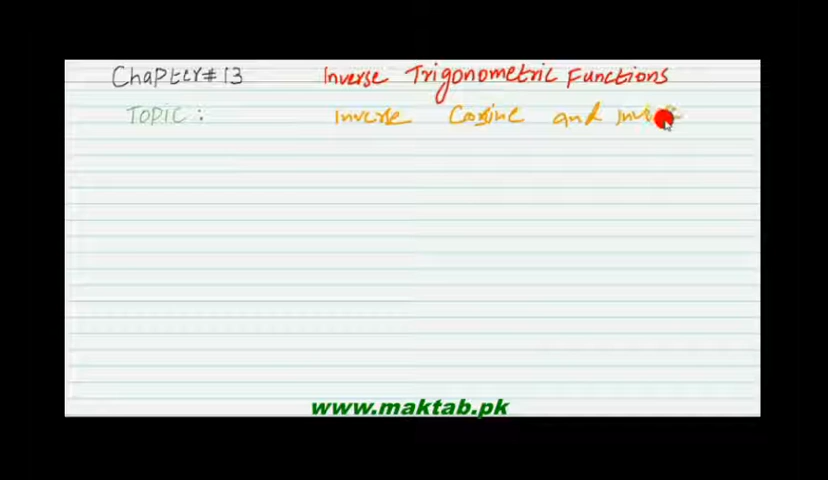 Chapter#13 Inverse Trigonometric Functions
Topic: Inverse Cosine and
www.maktab.pk